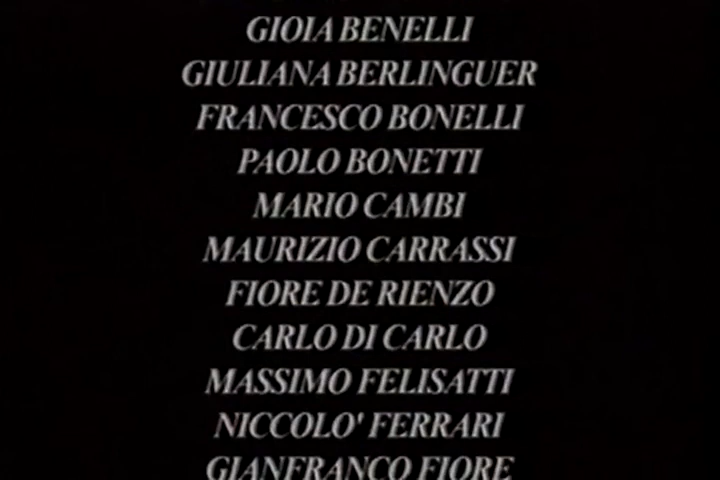 GIOIA BENELLI
GIULIANA BERLINGUER
FRANCESCO BONELLI
PAOLO BONETTI
MARIO CAMBI
MAURIZIO CARRASSI
FIORE DE RIENZO
CARLO DI CARLO
MASSIMO FELISATTI
NICCOLO' FERRARI
GIANFRANCO FIORE